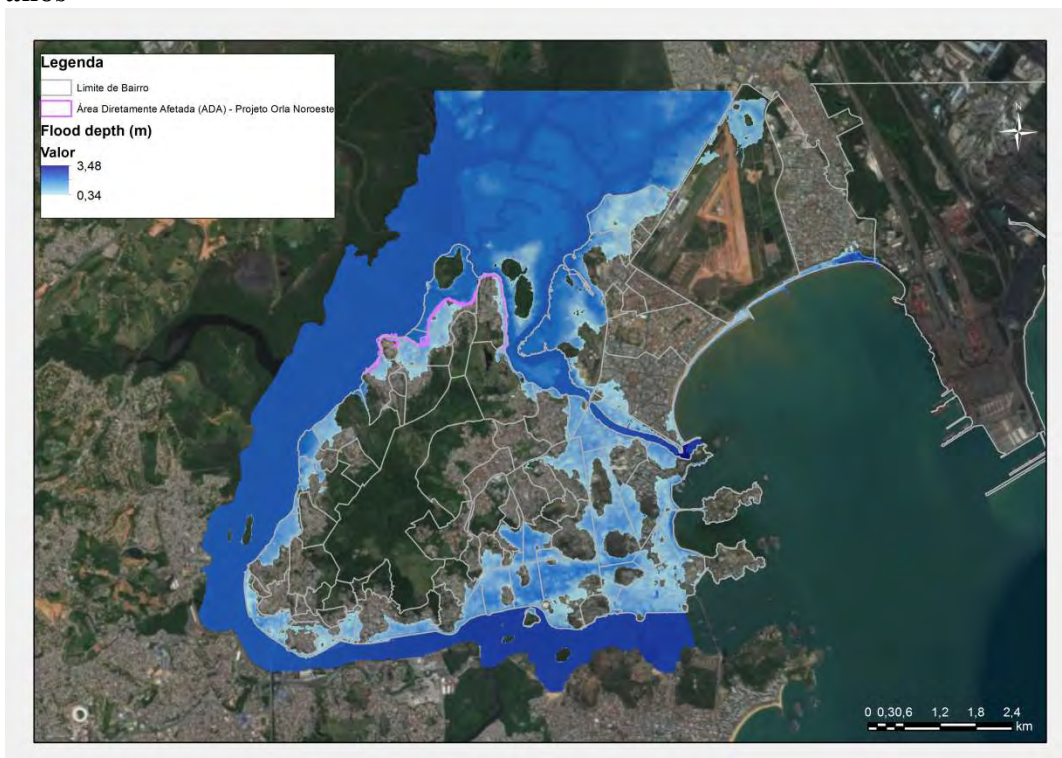 anos
Legenda
Limite de Bairro
Área Diretamente Afetada (ADA) - Projeto Orla Noroeste
Flood depth (m)
Valor
3,48
0,34
N
0 0,30,6 1,2 1,8 2,4
km